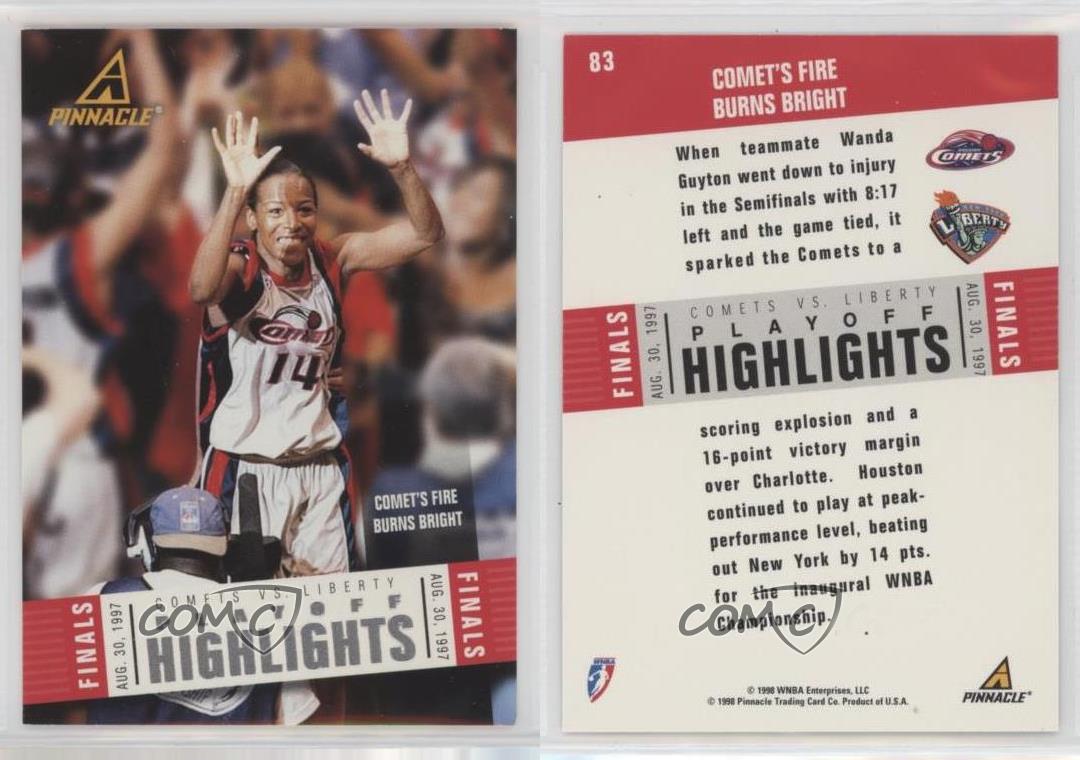 PINNACLE®
COMETS
14
COMET'S FIRE
BURNS BRIGHT
FINALS
AUG. 30, 1997
COMETS VS. LIBERTY
PLAYOFF
HIGHLIGHTS
AUG. 30, 1997
FINALS
COMC
83
COMET'S FIRE
BURNS BRIGHT
When teammate Wanda
Guyton went down to injury
in the Semifinals with 8:17
left and the game tied, it
sparked the Comets to a
COMETS
LIBERTY
FINALS
AUG. 30, 1997
COMETS VS. LIBERTY
PLAYOFF
HIGHLIGHTS
AUG. 30, 1997
FINALS
scoring explosion and a
16-point victory margin
over Charlotte. Houston
continued to play at peak-
performance level, beating
out New York by 14 pts.
for the inaugural WNBA
Championship.
COMC
WNBA
© 1998 WNBA Enterprises, LLC
© 1998 Pinnacle Trading Card Co. Product of U.S.A.
PINNACLE